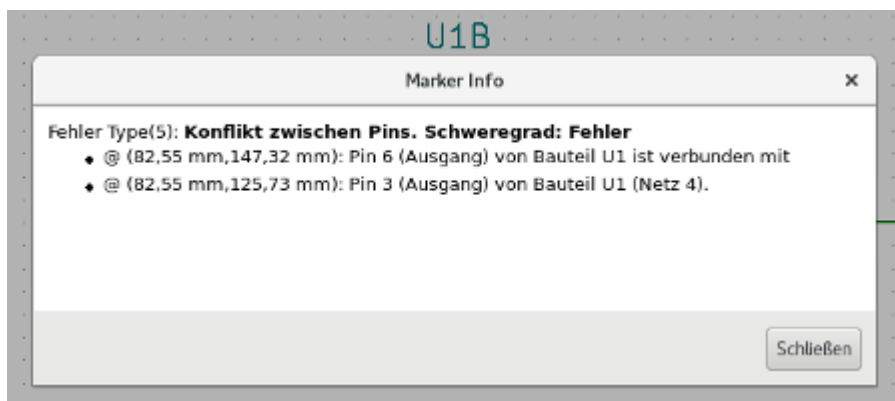 U1B
Marker Info
Fehler Type(5): Konflikt zwischen Pins. Schweregrad: Fehler
@ (82,55 mm,147,32 mm): Pin 6 (Ausgang) von Bauteil U1 ist verbunden mit
@ (82,55 mm,125,73 mm): Pin 3 (Ausgang) von Bauteil U1 (Netz 4).
Schließen